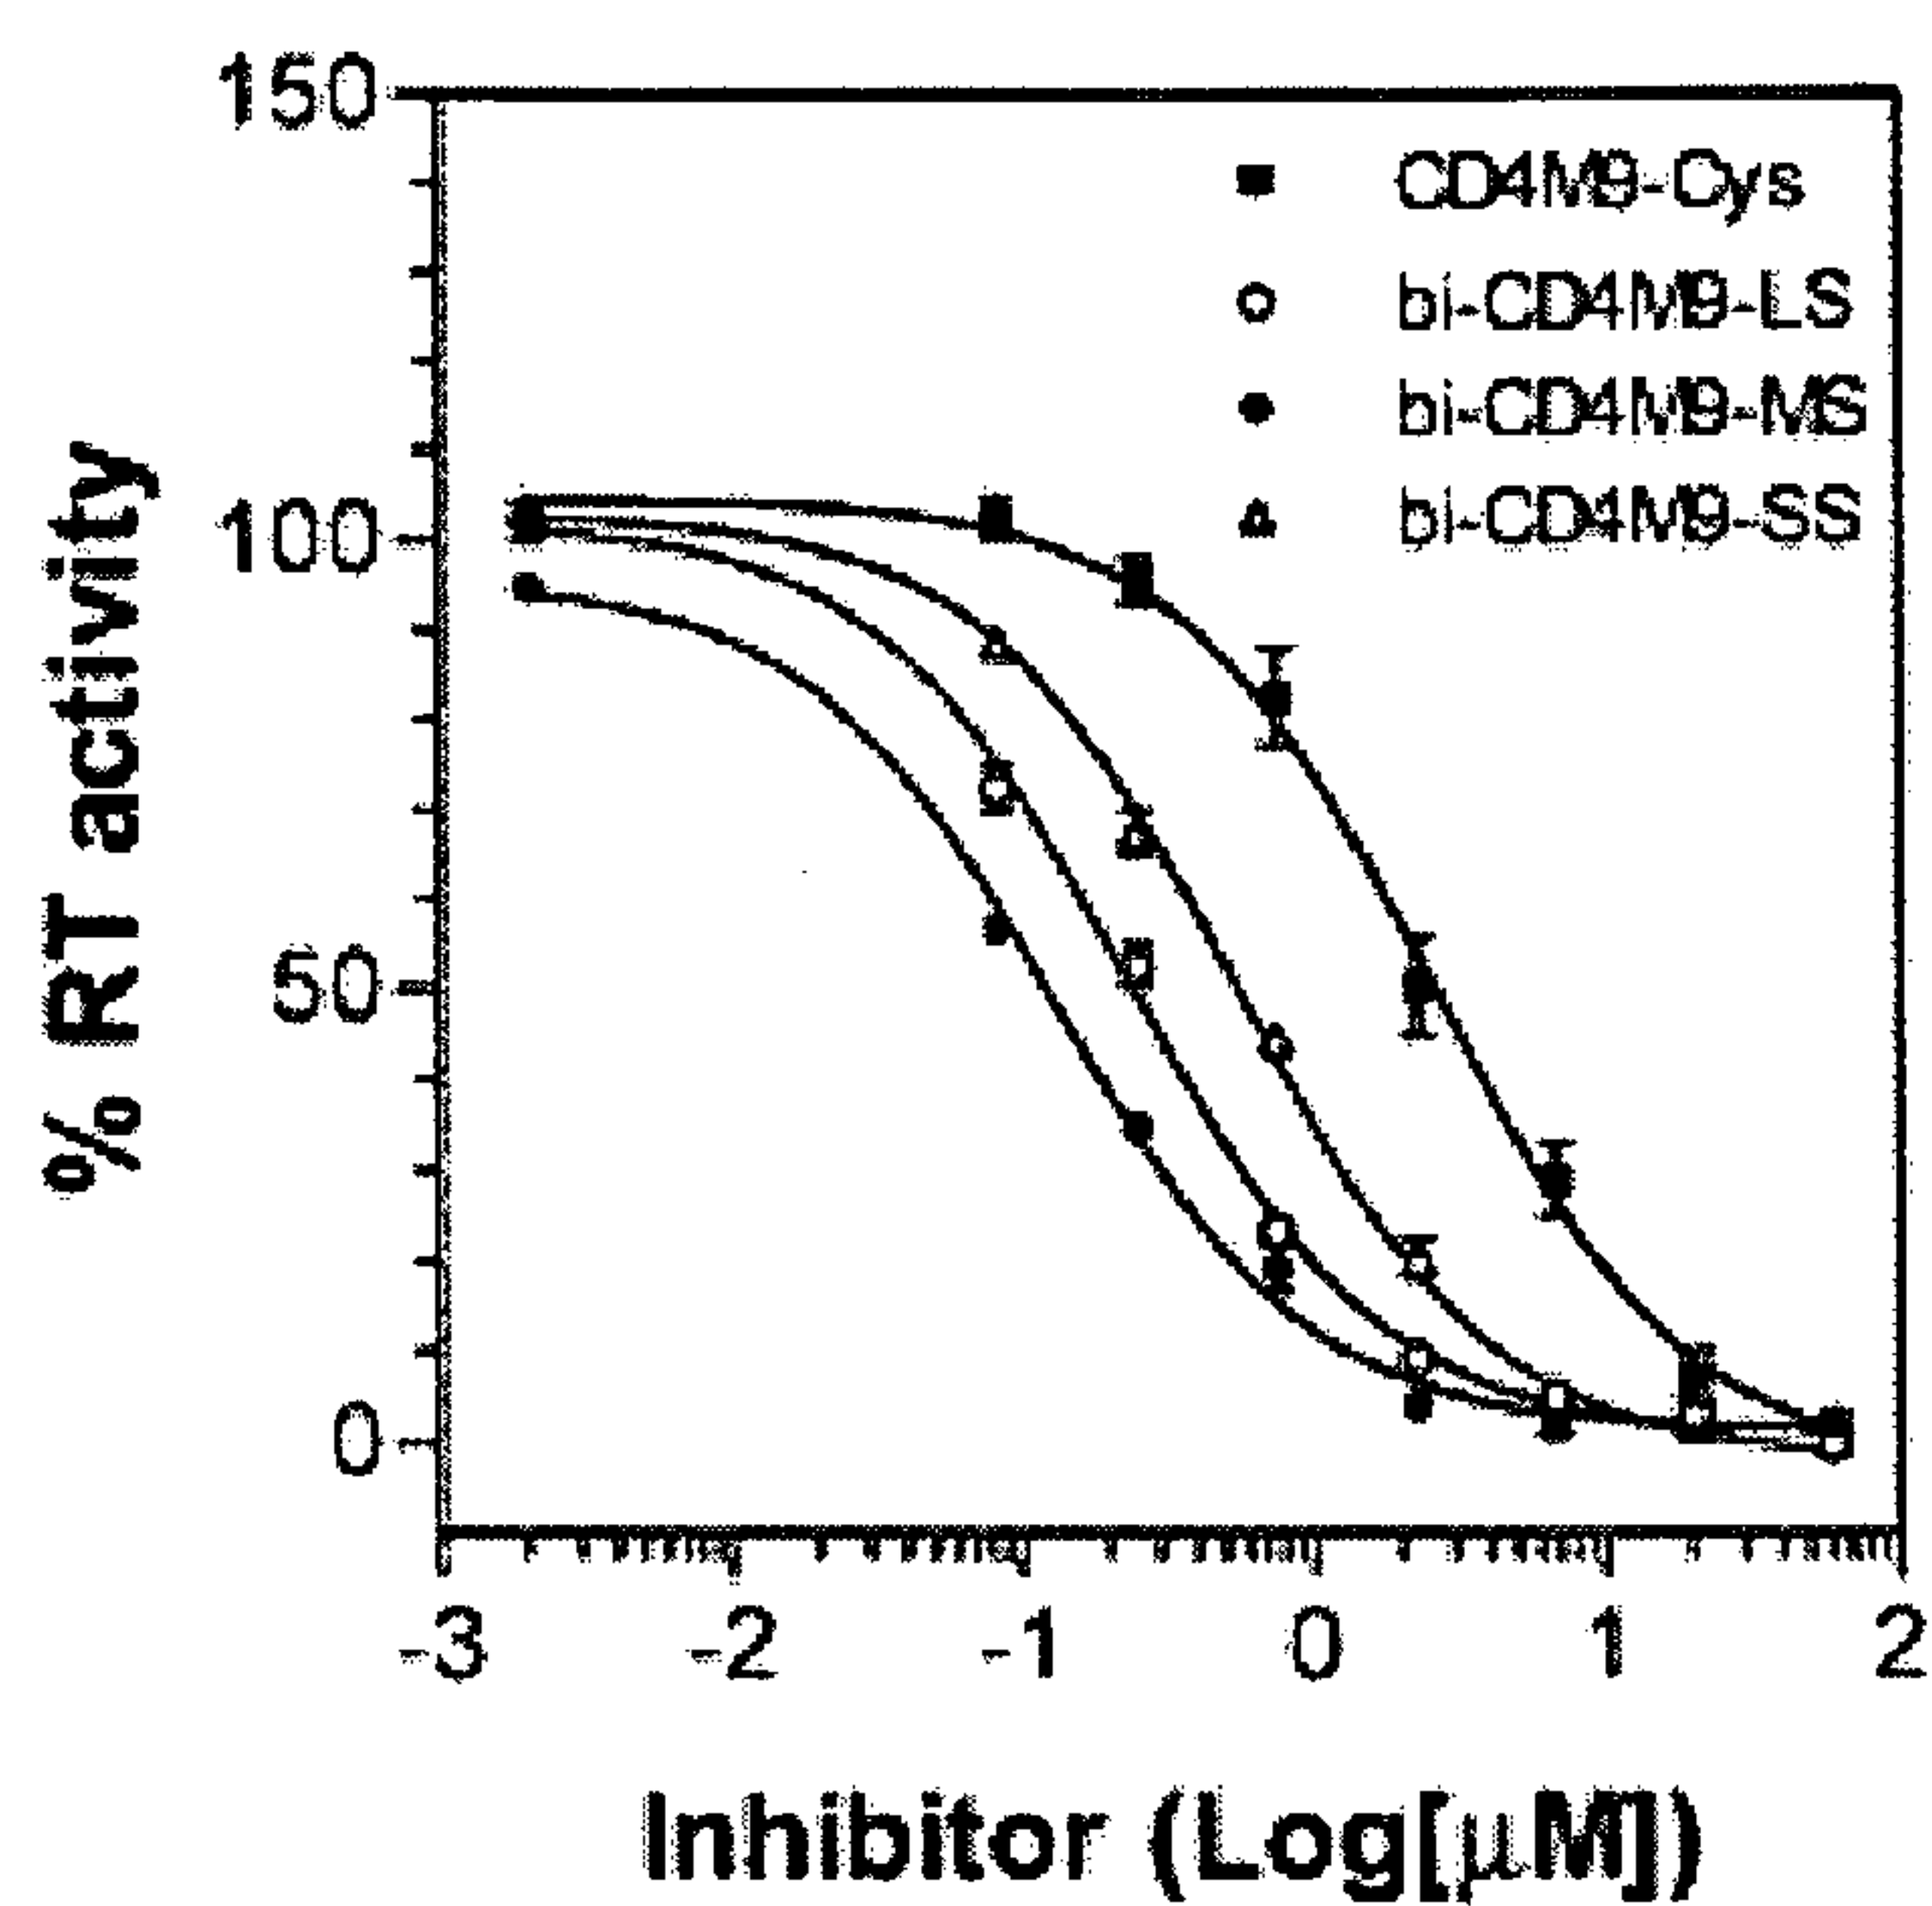 150
100
50
0
% RT activity
CD4M9-Cys
bi-CD4M9-LS
bi-CD4M9-MS
bi-CD4M9-SS
-3 -2 -1 0 1 2
Inhibitor (Log[μM])